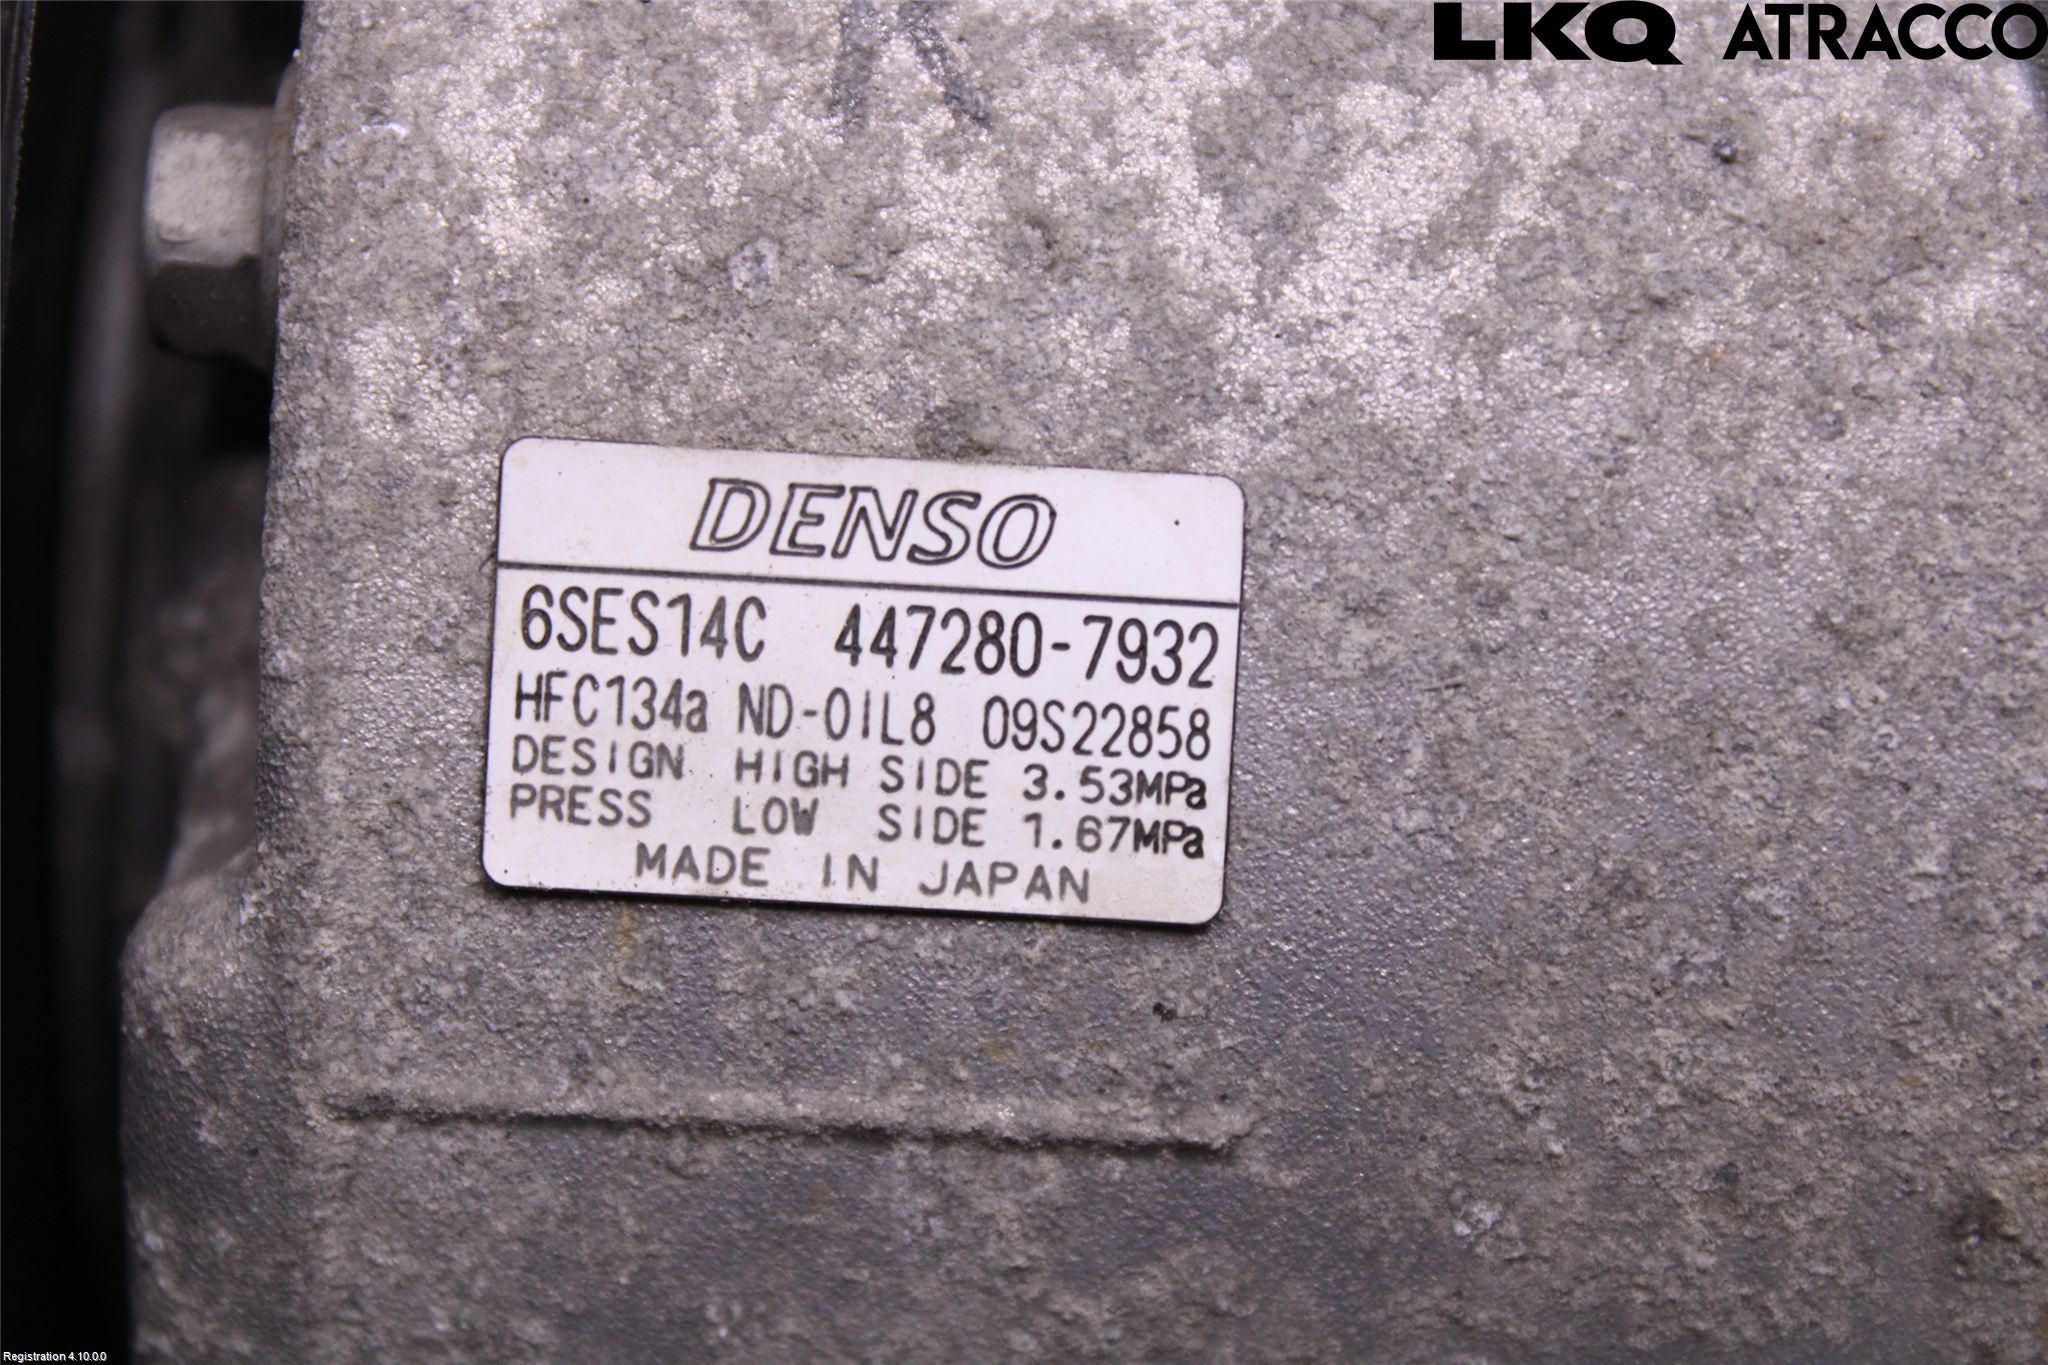 LKQ ATRACCO
DENSO
6SES14C 447280-7932
HFC134a ND-OIL8 09S22858
DESIGN HIGH SIDE 3.53MPa
PRESS LOW SIDE 1.67MPa
MADE IN JAPAN
Registration 4.10.0.0